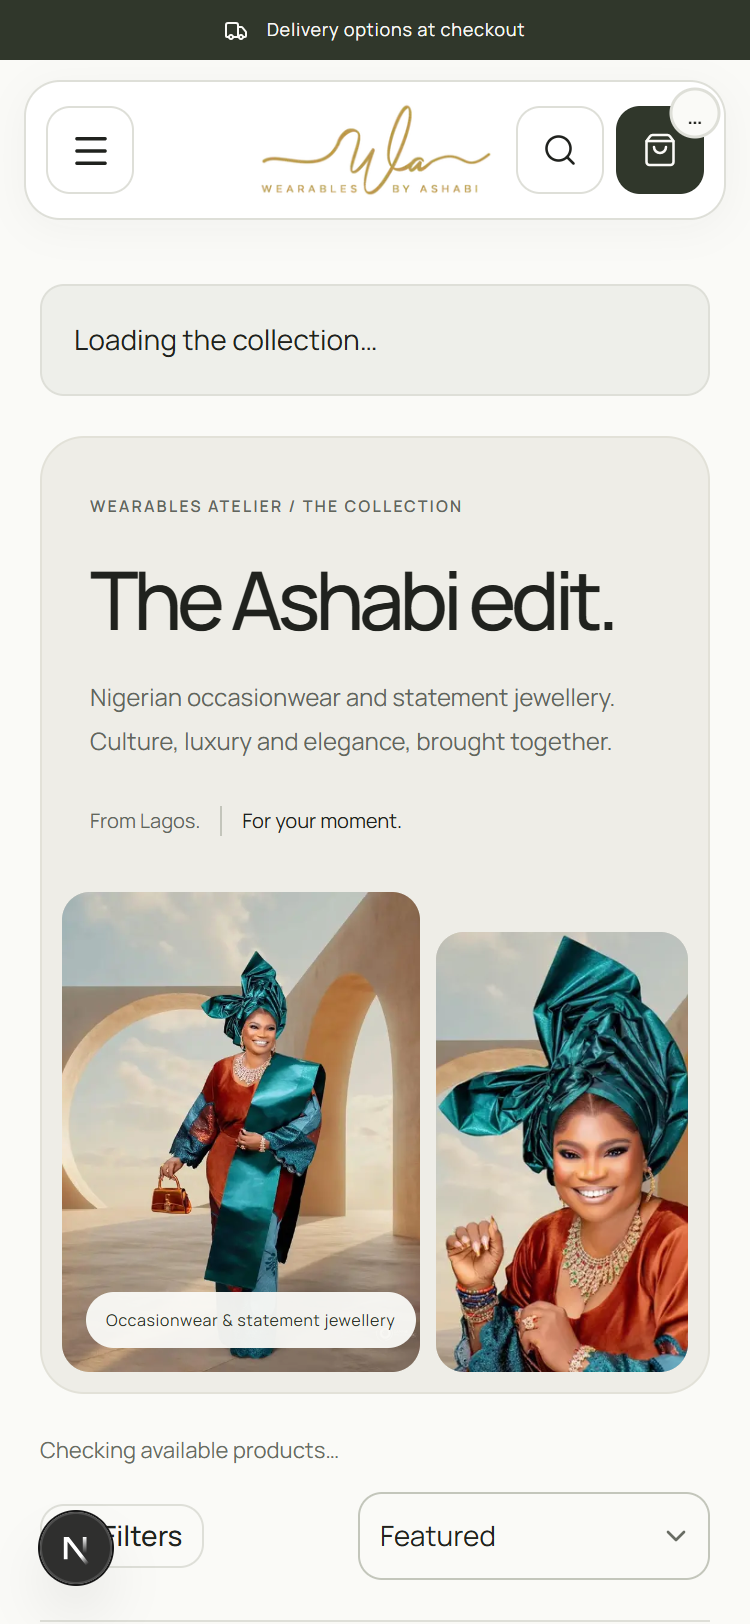 Delivery options at checkout
Wa
WEARABLES BY ASHABI
...
Loading the collection...
WEARABLES ATELIER / THE COLLECTION
The Ashabi edit.
Nigerian occasionwear and statement jewellery.
Culture, luxury and elegance, brought together.
From Lagos. For your moment.
Occasionwear & statement jewellery
Checking available products...
Filters
Featured
N